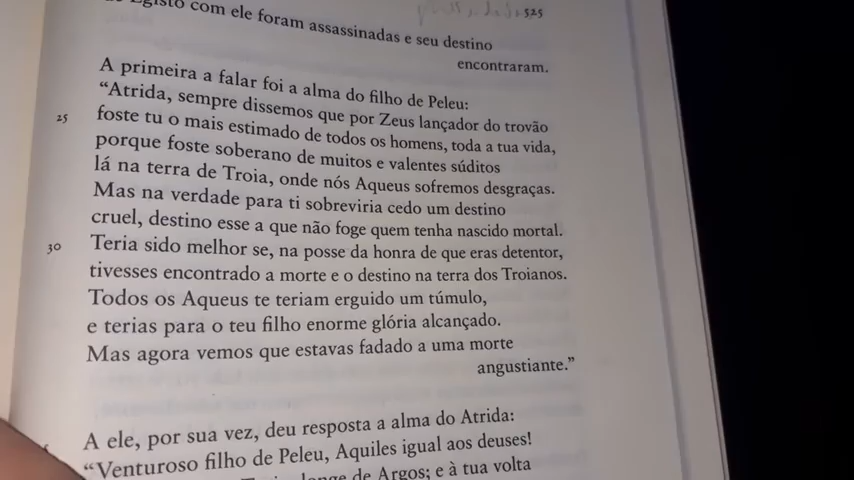 Egisto com ele foram assassinadas e seu destino
525
encontraram.
A primeira a falar foi a alma do filho de Peleu:
“Atrida, sempre dissemos que por Zeus lançador do trovão
25 foste tu o mais estimado de todos os homens, toda a tua vida,
porque foste soberano de muitos e valentes súditos
lá na terra de Troia, onde nós Aqueus sofremos desgraças.
Mas na verdade para ti sobreviria cedo um destino
cruel, destino esse a que não foge quem tenha nascido mortal.
30 Teria sido melhor se, na posse da honra de que eras detentor,
tivesses encontrado a morte e o destino na terra dos Troianos.
Todos os Aqueus te teriam erguido um túmulo,
e terias para o teu filho enorme glória alcançado.
Mas agora vemos que estavas fadado a uma morte
angustiante.”
A ele, por sua vez, deu resposta a alma do Atrida:
“Venturoso filho de Peleu, Aquiles igual aos deuses!
longe de Argos; e à tua volta